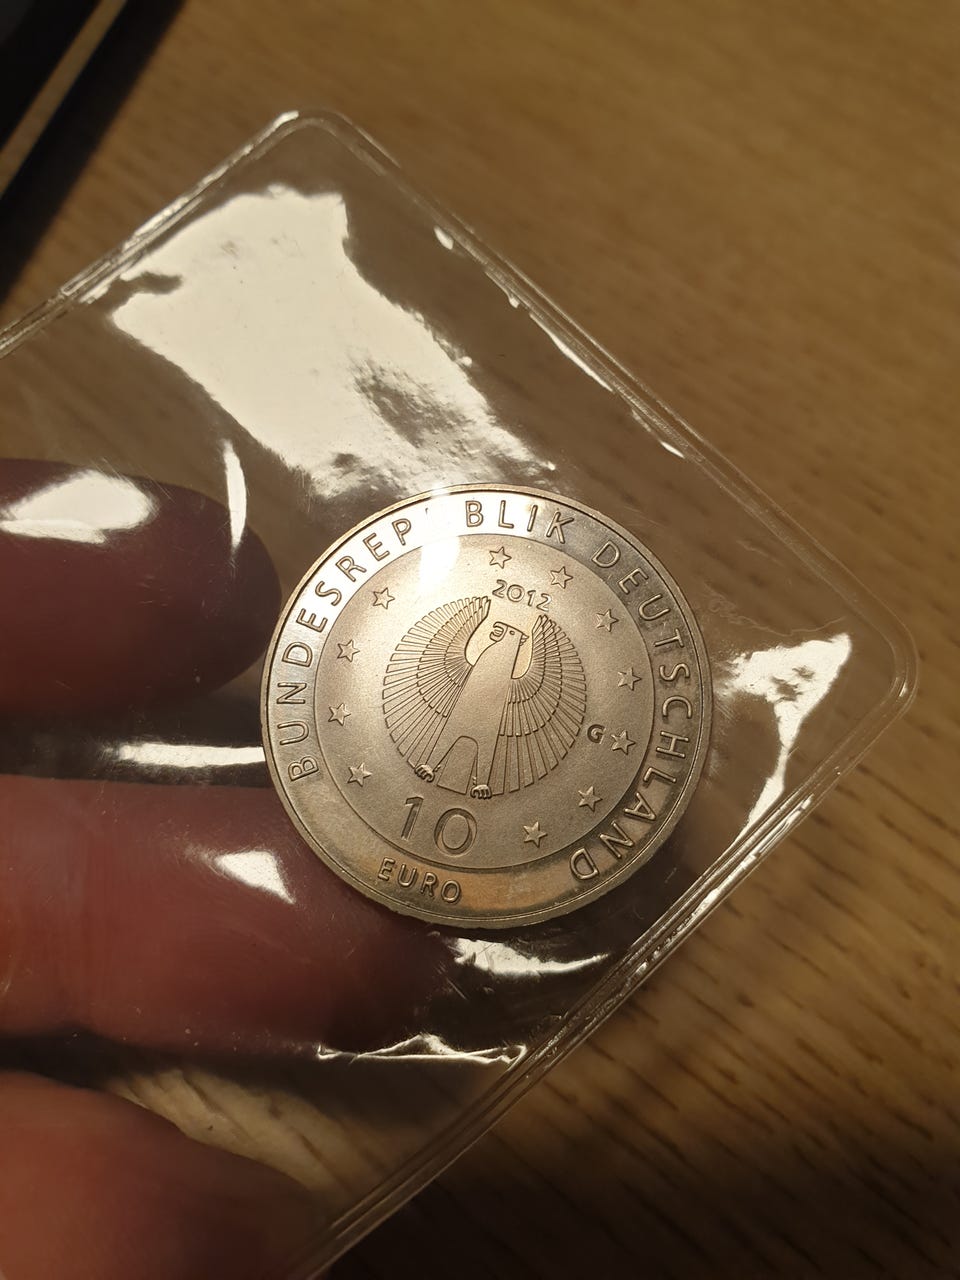 BUNDESREPUBLIK DEUTSCHLAND
2012
G
10
EURO